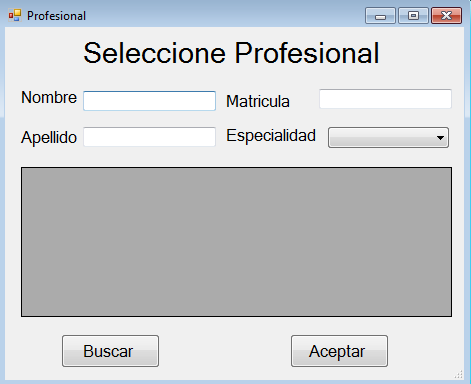 Profesional
Seleccione Profesional
Nombre
Matricula
Apellido
Especialidad
Buscar
Aceptar